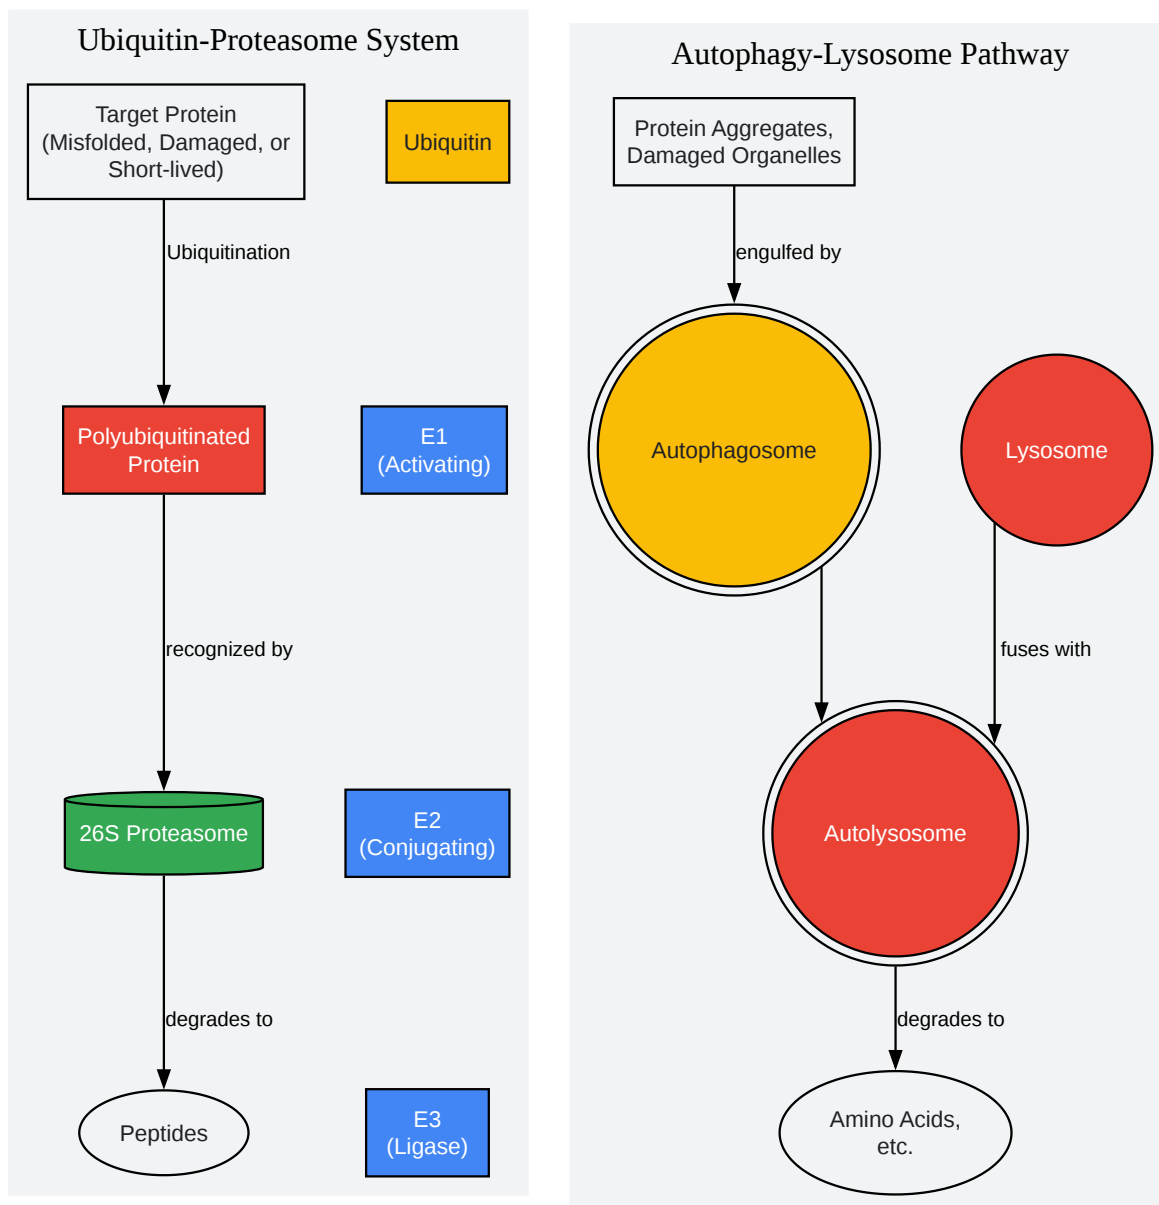 Ubiquitin-Proteasome System
Target Protein
(Misfolded, Damaged, or
Short-lived)
Ubiquitin
Ubiquitination
Polyubiquitinated
Protein
E1
(Activating)
recognized by
26S Proteasome
E2
(Conjugating)
degrades to
Peptides
E3
(Ligase)
Autophagy-Lysosome Pathway
Protein Aggregates,
Damaged Organelles
engulfed by
Autophagosome
Lysosome
fuses with
Autolysosome
degrades to
Amino Acids,
etc.